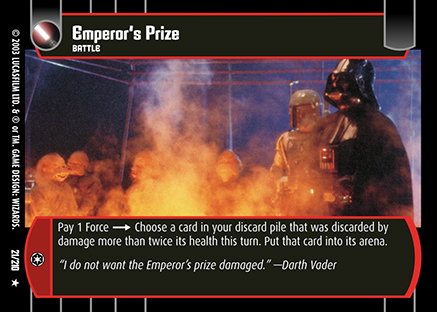 Emperor's Prize
BATTLE
Pay 1 Force ⟶ Choose a card in your discard pile that was discarded by
damage more than twice its health this turn. Put that card into its arena.
"I do not want the Emperor's prize damaged." —Darth Vader
© 2003 LUCASFILM LTD. & ® or TM. GAME DESIGN: WIZARDS.
21/210